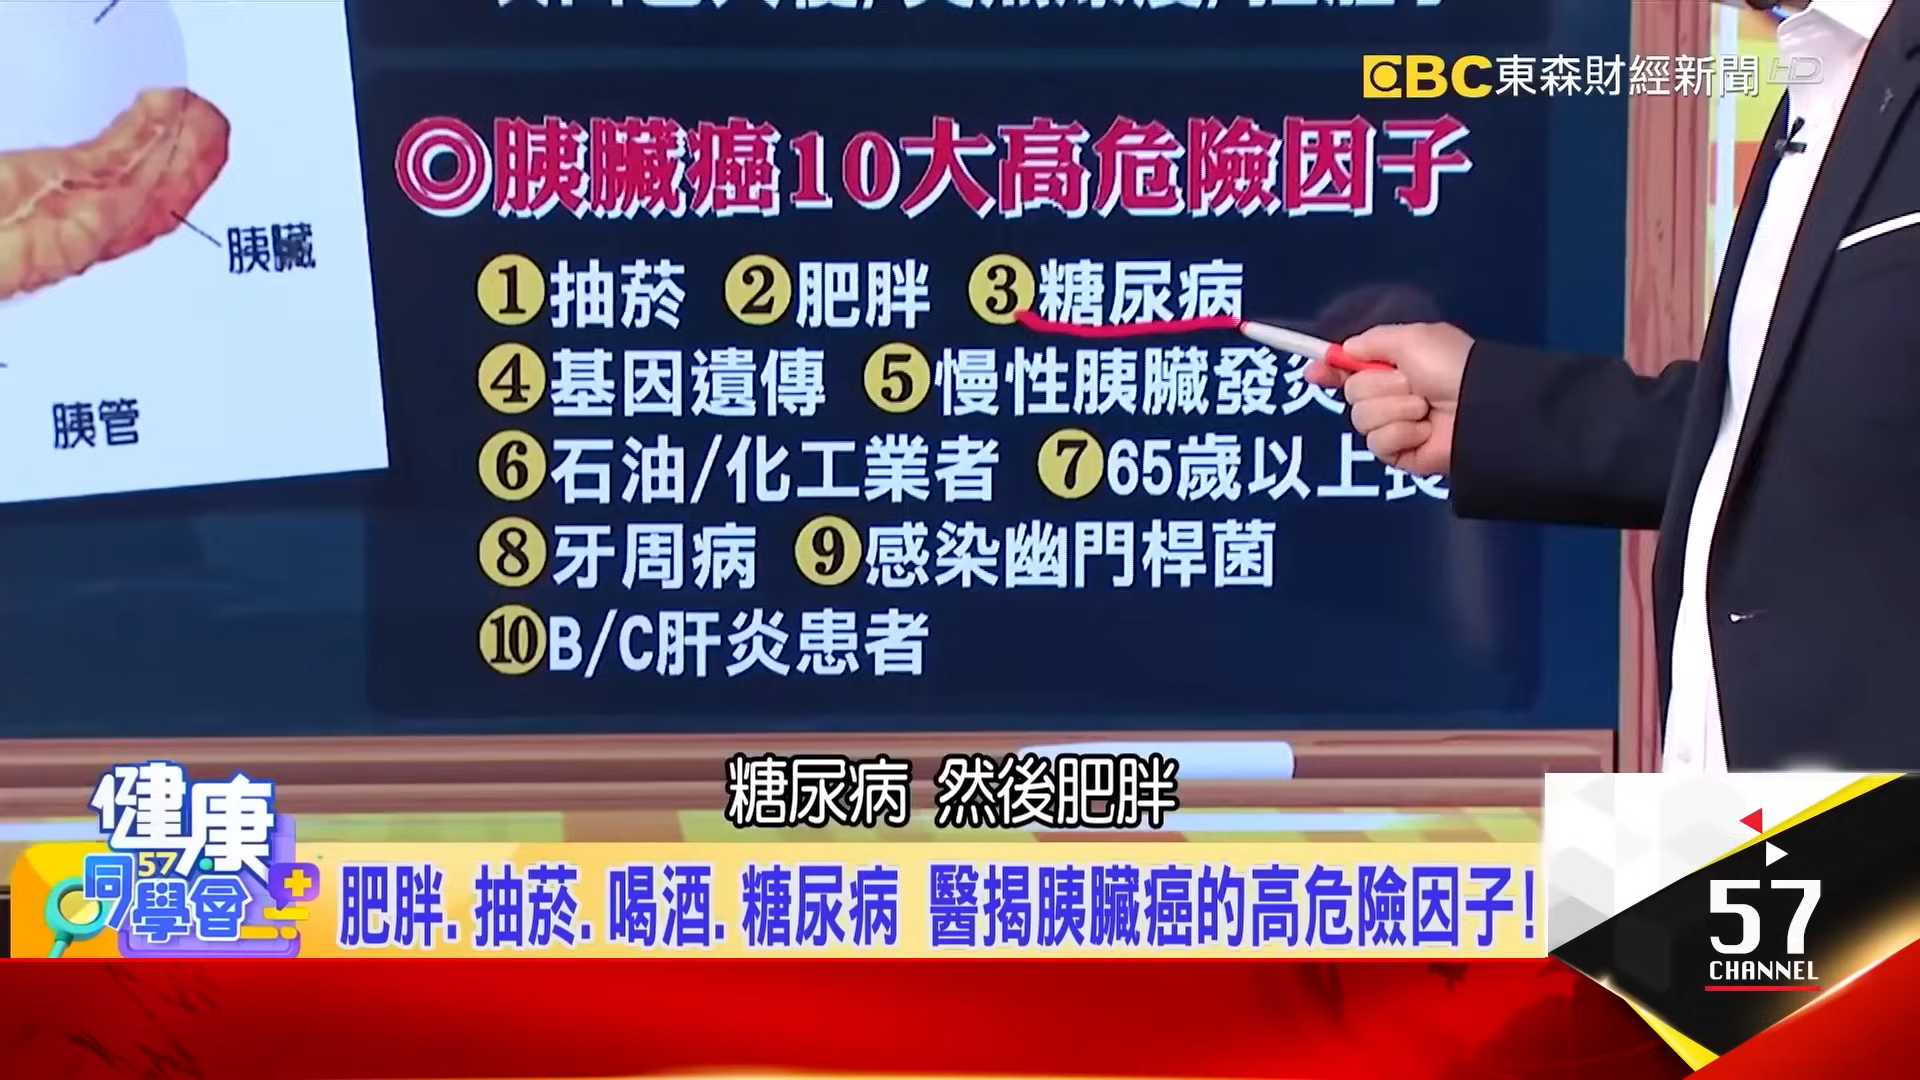 EBC東森財經新聞HD
◎胰臟癌10大高危險因子
①抽菸 ②肥胖 ③糖尿病
④基因遺傳 ⑤慢性胰臟發炎
⑥石油/化工業者 ⑦65歲以上長
⑧牙周病 ⑨感染幽門桿菌
⑩B/C肝炎患者
胰臟
胰管
糖尿病 然後肥胖
健康
57
同學會
肥胖.抽菸.喝酒.糖尿病 醫揭胰臟癌的高危險因子!
57
CHANNEL